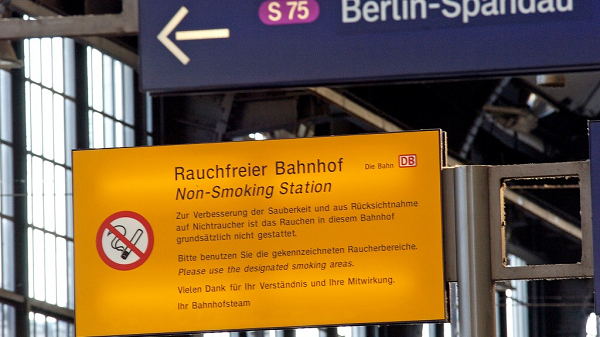 S 75
Berlin-Spandau
Rauchfreier Bahnhof
Die Bahn DB
Non-Smoking Station
Zur Verbesserung der Sauberkeit und aus Rücksichtnahme
auf Nichtraucher ist das Rauchen in diesem Bahnhof
grundsätzlich nicht gestattet.
Bitte benutzen Sie die gekennzeichneten Raucherbereiche.
Please use the designated smoking areas.
Vielen Dank für Ihr Verständnis und Ihre Mitwirkung.
Ihr Bahnhofsteam